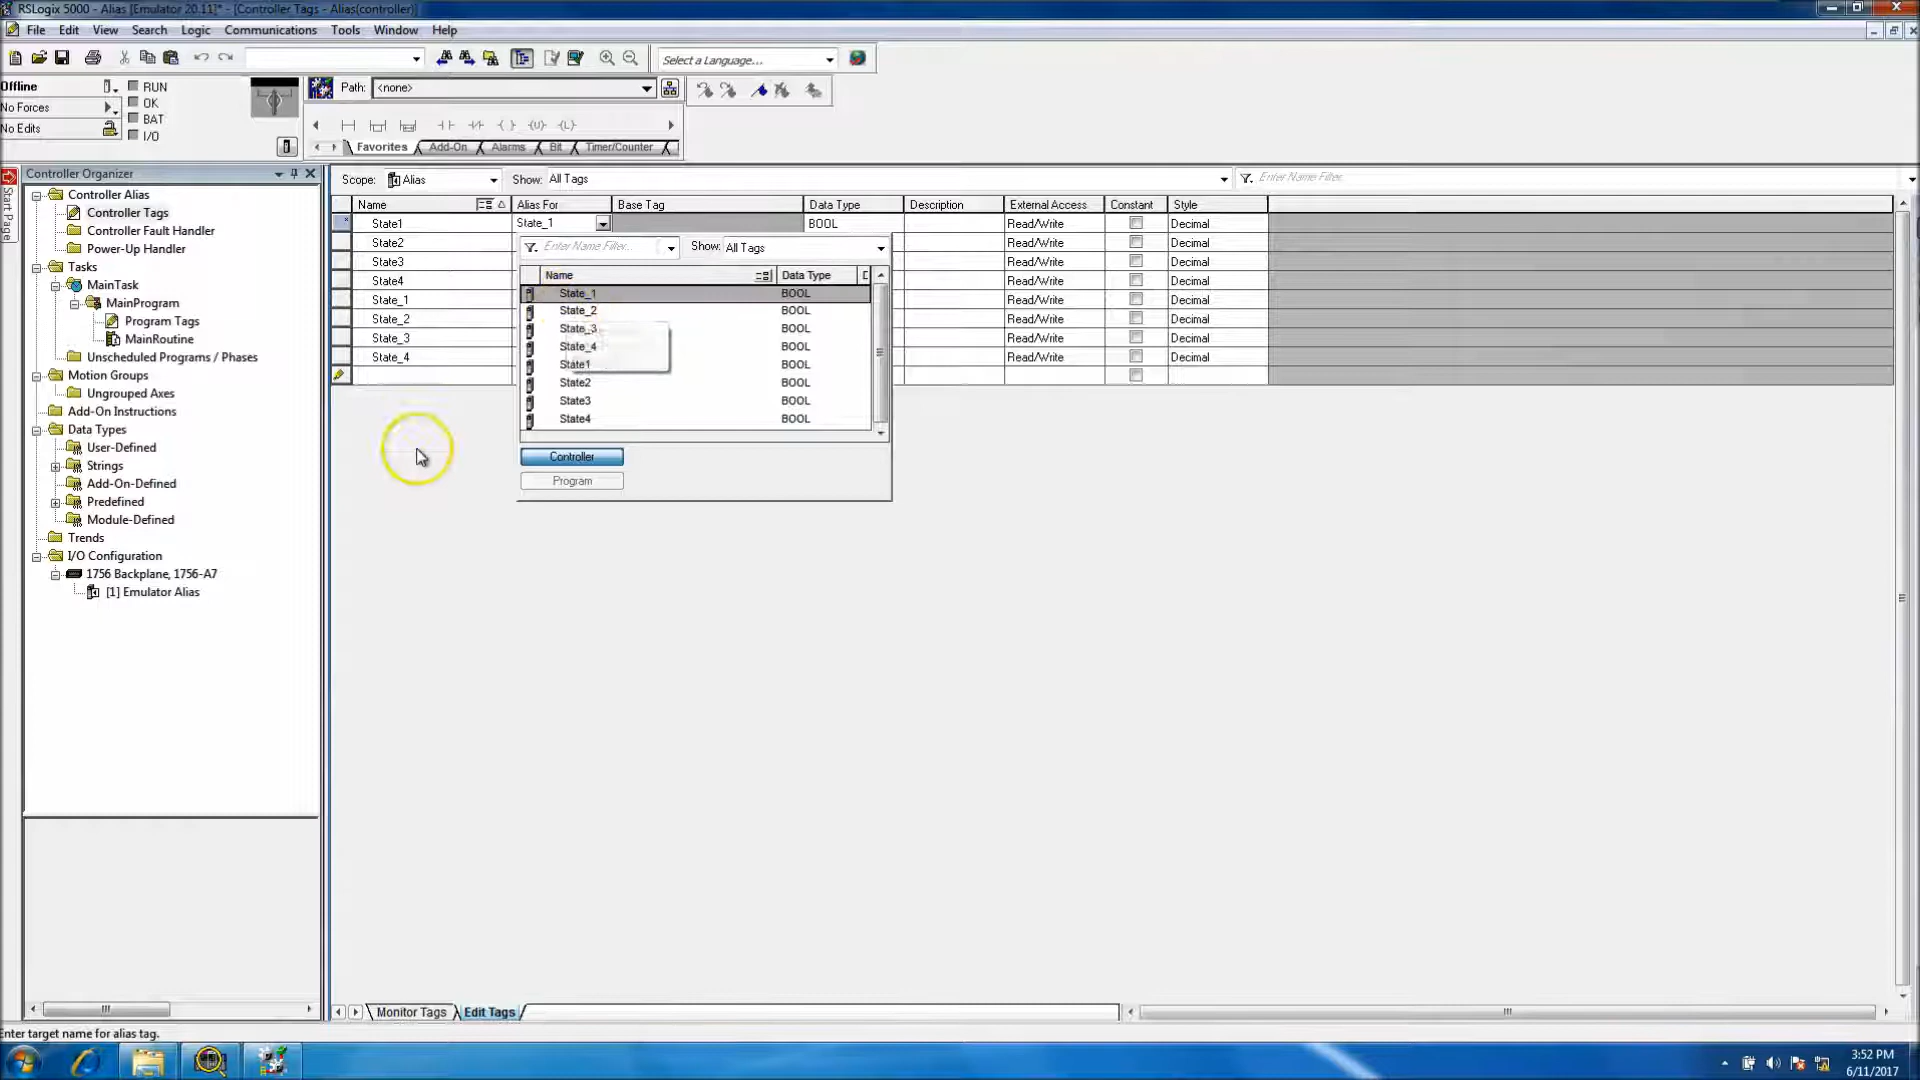 RSLogix 5000 - Alias [Emulator 20.11]* - [Controller Tags - Alias(controller)]
File Edit View Search Logic Communications Tools Window Help
Select a Language...
Offline RUN
No Forces OK
No Edits BAT
I/O
Path: <none>
Favorites Add-On Alarms Bit Timer/Counter
Start Page
Controller Organizer
Controller Alias
Controller Tags
Controller Fault Handler
Power-Up Handler
Tasks
MainTask
MainProgram
Program Tags
MainRoutine
Unscheduled Programs / Phases
Motion Groups
Ungrouped Axes
Add-On Instructions
Data Types
User-Defined
Strings
Add-On-Defined
Predefined
Module-Defined
Trends
I/O Configuration
1756 Backplane, 1756-A7
[1] Emulator Alias
Scope: Alias Show: All Tags Enter Name Filter...
Name Alias For Base Tag Data Type Description External Access Constant Style
State1 State_1 BOOL Read/Write Decimal
State2 Read/Write Decimal
State3 Read/Write Decimal
State4 Read/Write Decimal
State_1 Read/Write Decimal
State_2 Read/Write Decimal
State_3 Read/Write Decimal
State_4 Read/Write Decimal
Enter Name Filter... Show: All Tags
Name Data Type D
State_1 BOOL
State_2 BOOL
State_3 BOOL
State_4 BOOL
State1 BOOL
State2 BOOL
State3 BOOL
State4 BOOL
Controller
Program
Monitor Tags Edit Tags
Enter target name for alias tag.
3:52 PM
6/11/2017